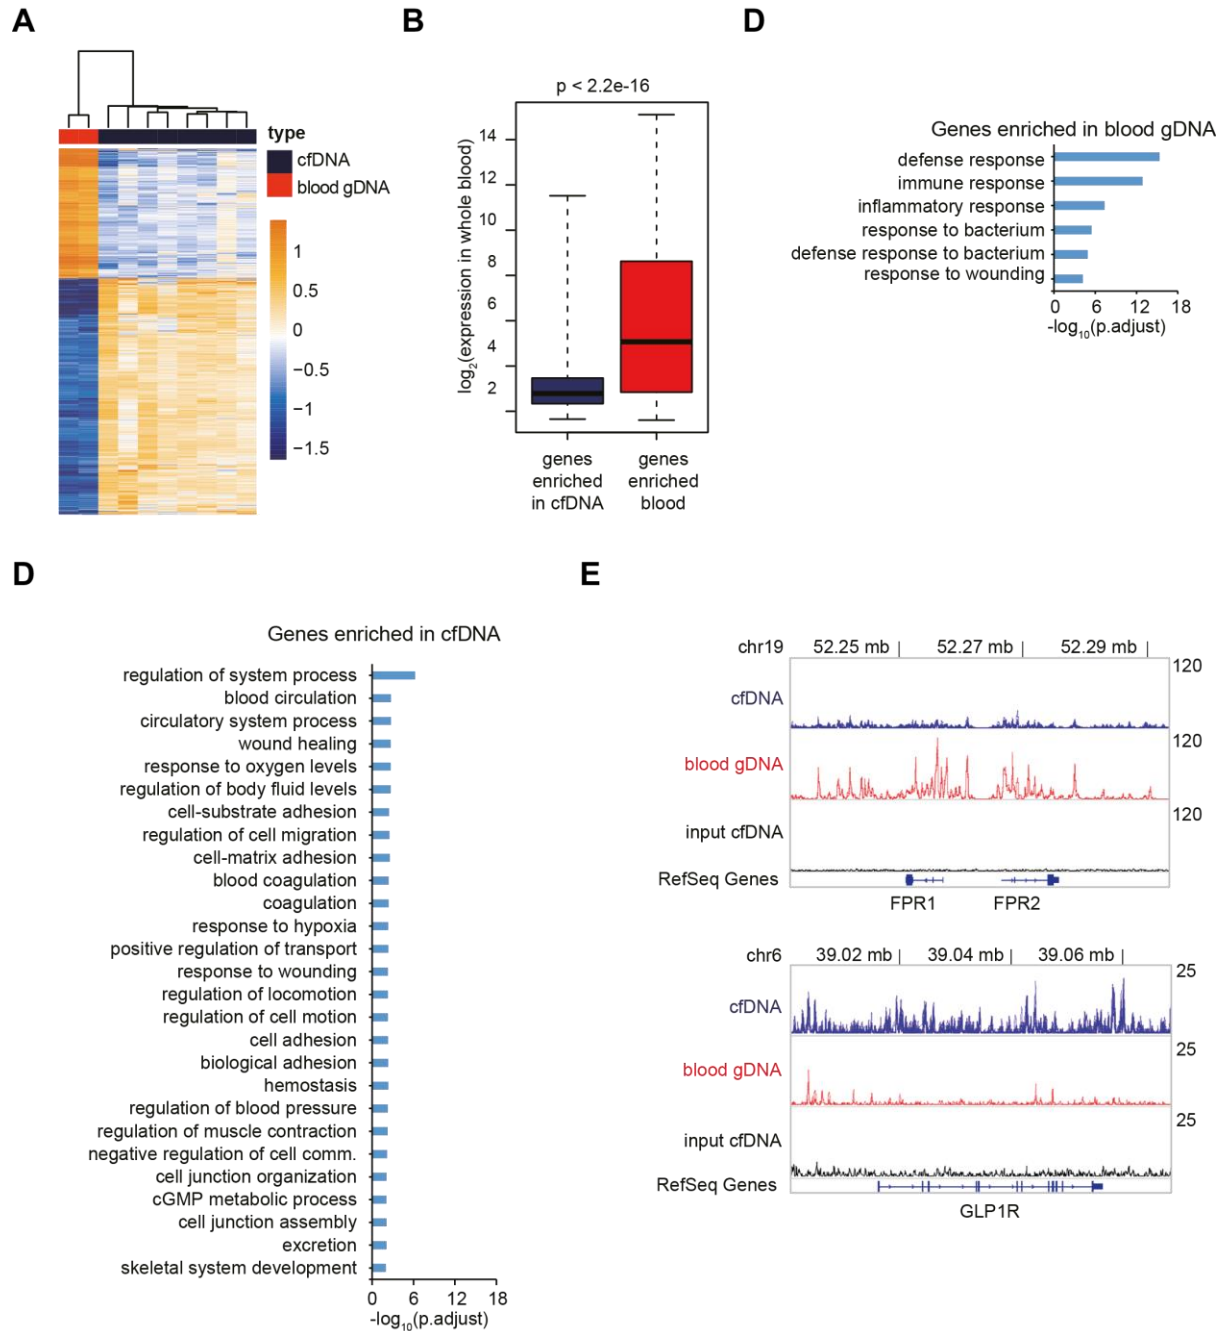 A
type
cfDNA
blood gDNA
1
0.5
0
−0.5
−1
−1.5
B
p < 2.2e-16
log2(expression in whole blood)
14
12
10
8
6
4
2
genes
enriched
in cfDNA
genes
enriched
blood
D
Genes enriched in blood gDNA
defense response
immune response
inflammatory response
response to bacterium
defense response to bacterium
response to wounding
0 6 12 18
-log10(p.adjust)
D
Genes enriched in cfDNA
regulation of system process
blood circulation
circulatory system process
wound healing
response to oxygen levels
regulation of body fluid levels
cell-substrate adhesion
regulation of cell migration
cell-matrix adhesion
blood coagulation
coagulation
response to hypoxia
positive regulation of transport
response to wounding
regulation of locomotion
regulation of cell motion
cell adhesion
biological adhesion
hemostasis
regulation of blood pressure
regulation of muscle contraction
negative regulation of cell comm.
cell junction organization
cGMP metabolic process
cell junction assembly
excretion
skeletal system development
0 6 12 18
-log10(p.adjust)
E
chr19 52.25 mb 52.27 mb 52.29 mb
120
cfDNA
120
blood gDNA
120
input cfDNA
RefSeq Genes
FPR1 FPR2
chr6 39.02 mb 39.04 mb 39.06 mb
25
cfDNA
25
blood gDNA
25
input cfDNA
RefSeq Genes
GLP1R